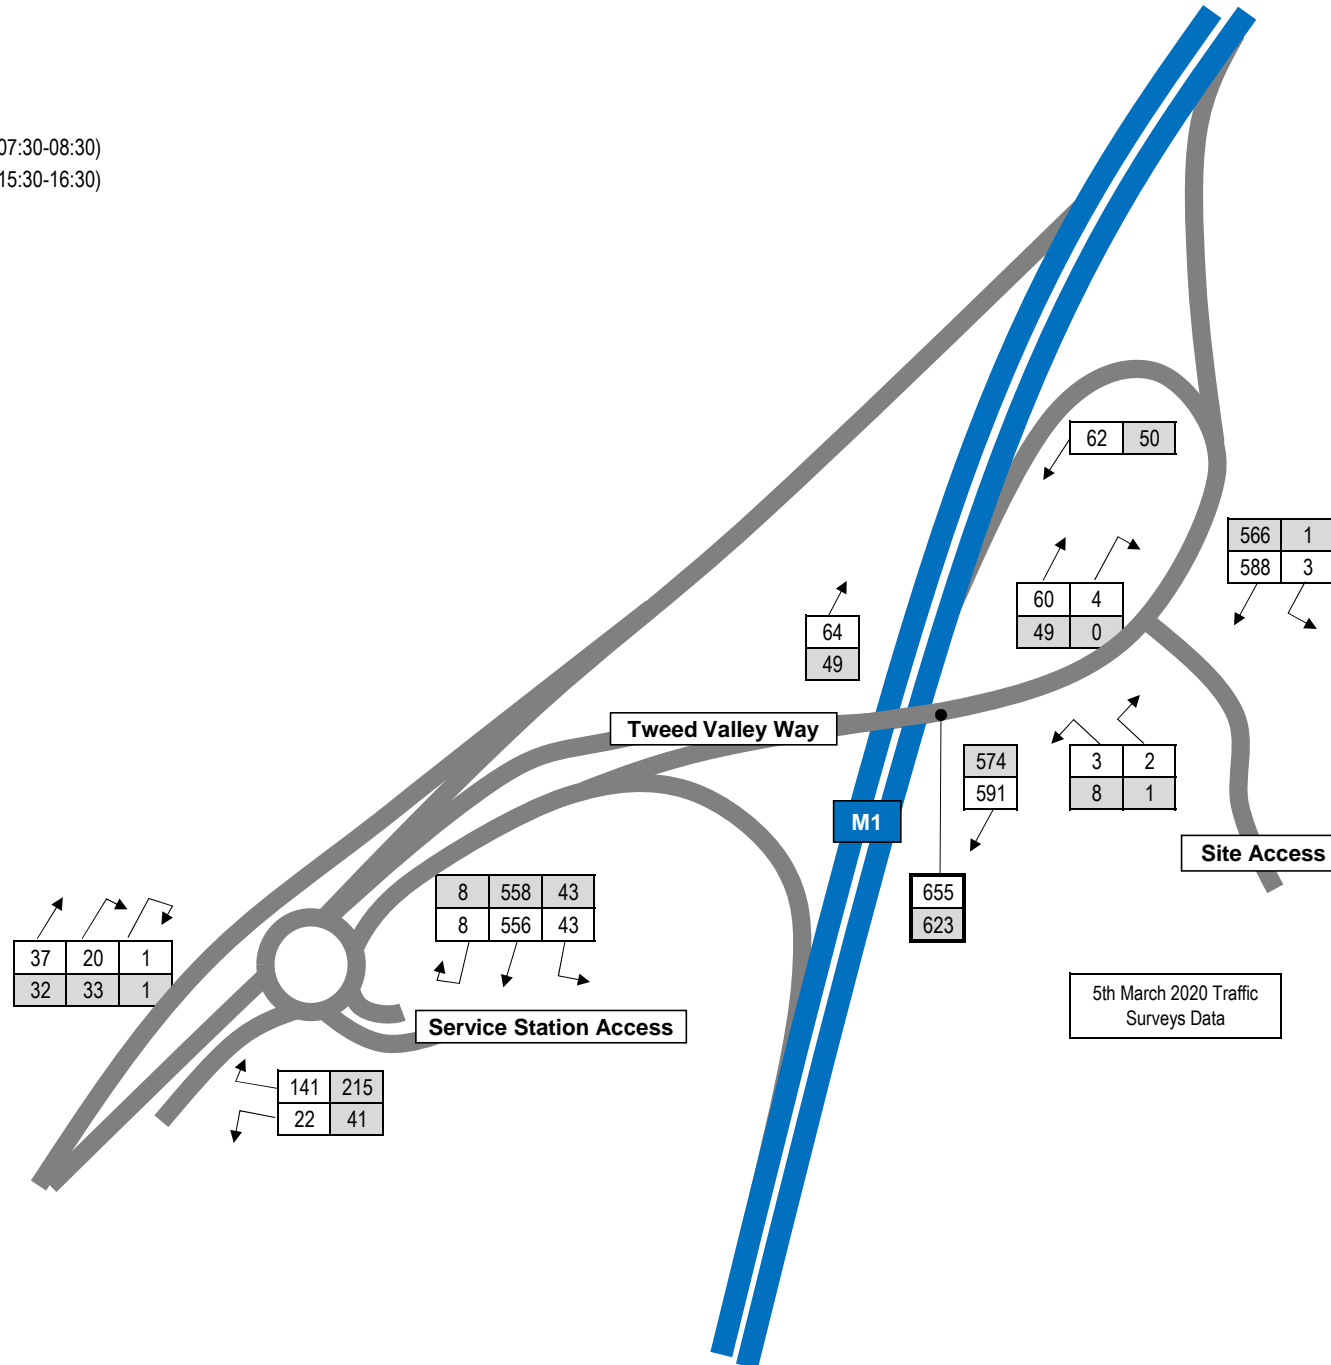 07:30-08:30)
15:30-16:30)
62 50
566 1
588 3
60 4
49 0
64
49
Tweed Valley Way
574
591
3 2
8 1
M1
Site Access
655
623
8 558 43
8 556 43
37 20 1
32 33 1
5th March 2020 Traffic
Surveys Data
Service Station Access
141 215
22 41